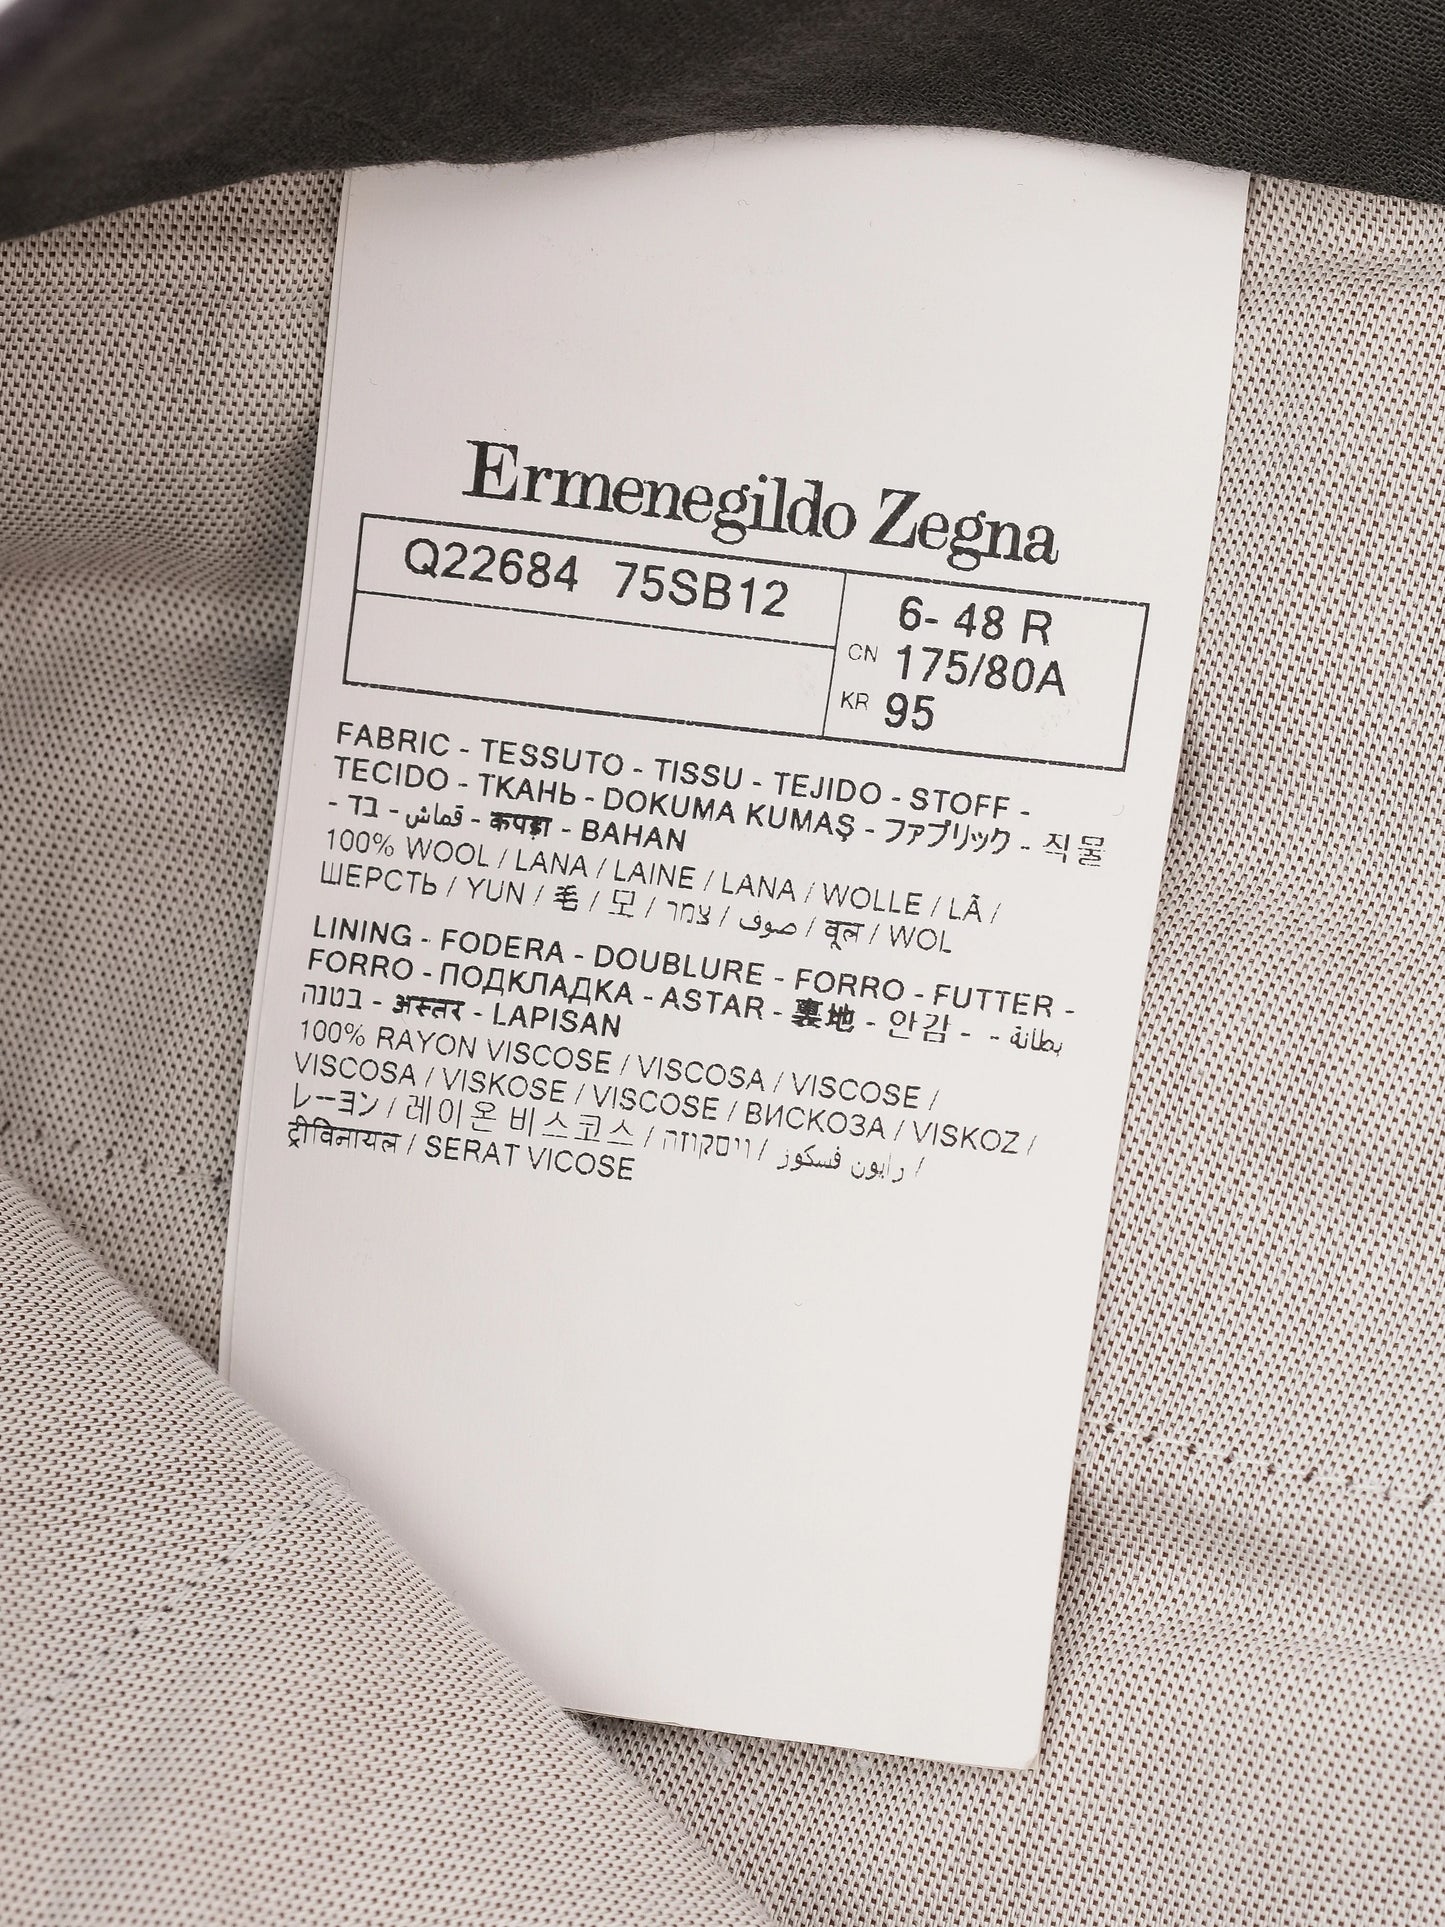 Ermenegildo Zegna
Q22684 75SB12
6- 48 R
CN 175/80A
KR 95
FABRIC - TESSUTO - TISSU - TEJIDO - STOFF -
TECIDO - ТКАНЬ - DOKUMA KUMAŞ - ファブリック - 직물
- קماش - בד - कपड़ा - BAHAN
100% WOOL / LANA / LAINE / LANA / WOLLE / LÃ /
ШЕРСТЬ / YUN / 毛 / 모 / צמר / صوف / वूल / WOL
LINING - FODERA - DOUBLURE - FORRO - FUTTER -
FORRO - ПОДКЛАДКА - ASTAR - 裏地 - 안감 - - بطانة
בטנה - अस्तर - LAPISAN
100% RAYON VISCOSE / VISCOSA / VISCOSE /
VISCOSA / VISKOSE / VISCOSE / ВИСКОЗА / VISKOZ /
レーヨン / 레이온 비스코스 / וויסקוזה / رايون فسكوز /
ट्रीविनायल / SERAT VICOSE